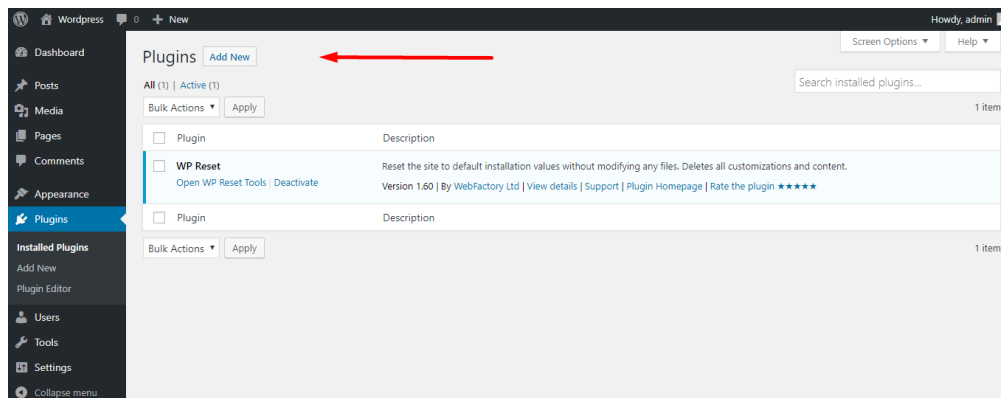 Wordpress 0 + New Howdy, admin
Dashboard
Posts
Media
Pages
Comments
Appearance
Plugins
Installed Plugins
Add New
Plugin Editor
Users
Tools
Settings
Collapse menu
Screen Options ▼ Help ▼
Plugins Add New
All (1) | Active (1)
Search installed plugins...
Bulk Actions ▼ Apply 1 item
Plugin Description
WP Reset Reset the site to default installation values without modifying any files. Deletes all customizations and content.
Open WP Reset Tools | Deactivate Version 1.60 | By WebFactory Ltd | View details | Support | Plugin Homepage | Rate the plugin ★★★★★
Plugin Description
Bulk Actions ▼ Apply 1 item